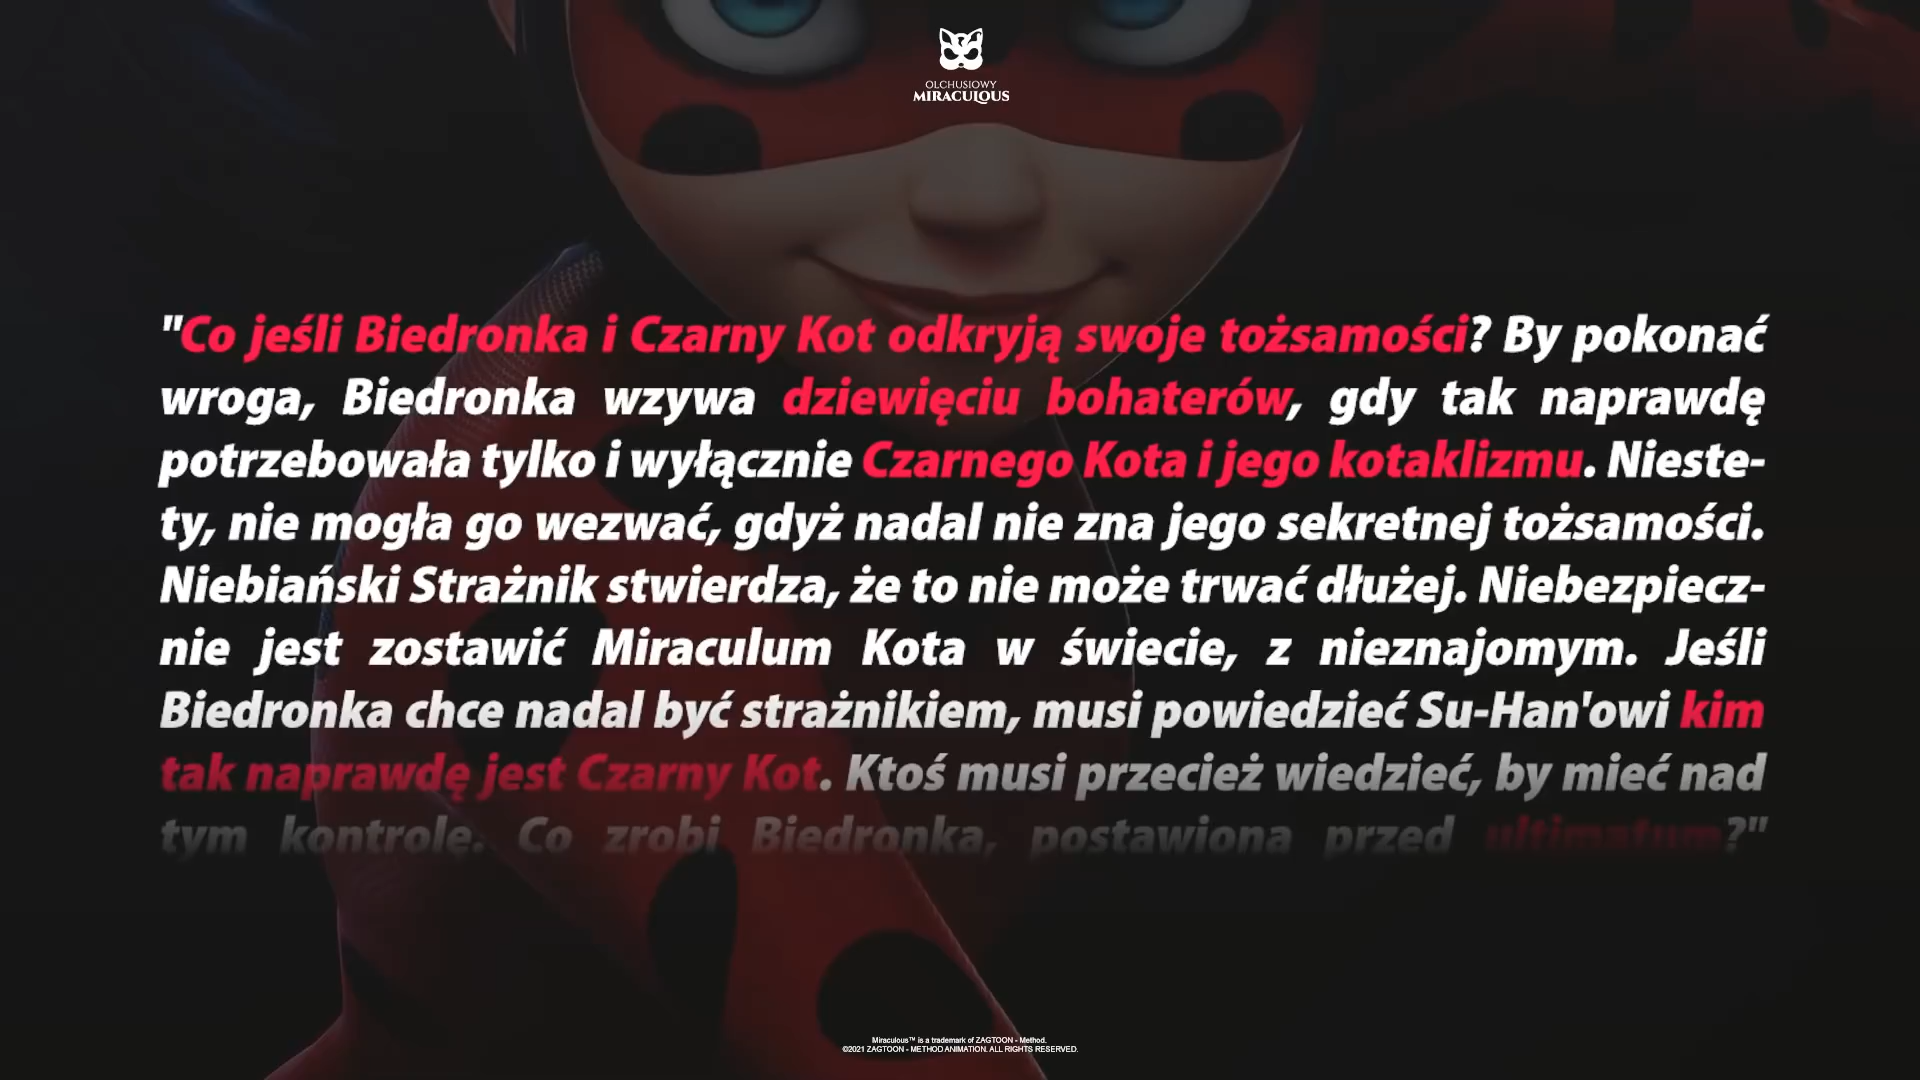 OLCHUSIOWY
MIRACULOUS
"Co jeśli Biedronka i Czarny Kot odkryją swoje tożsamości? By pokonać
wroga, Biedronka wzywa dziewięciu bohaterów, gdy tak naprawdę
potrzebowała tylko i wyłącznie Czarnego Kota i jego kotaklizmu. Nieste-
ty, nie mogła go wezwać, gdyż nadal nie zna jego sekretnej tożsamości.
Niebiański Strażnik stwierdza, że to nie może trwać dłużej. Niebezpiecz-
nie jest zostawić Miraculum Kota w świecie, z nieznajomym. Jeśli
Biedronka chce nadal być strażnikiem, musi powiedzieć Su-Han'owi kim
tak naprawdę jest Czarny Kot. Ktoś musi przecież wiedzieć, by mieć nad
tym kontrolę. Co zrobi Biedronka, postawiona przed ultimatum?"
Miraculous™ is a trademark of ZAGTOON - Method.
©2021 ZAGTOON - METHOD ANIMATION. ALL RIGHTS RESERVED.